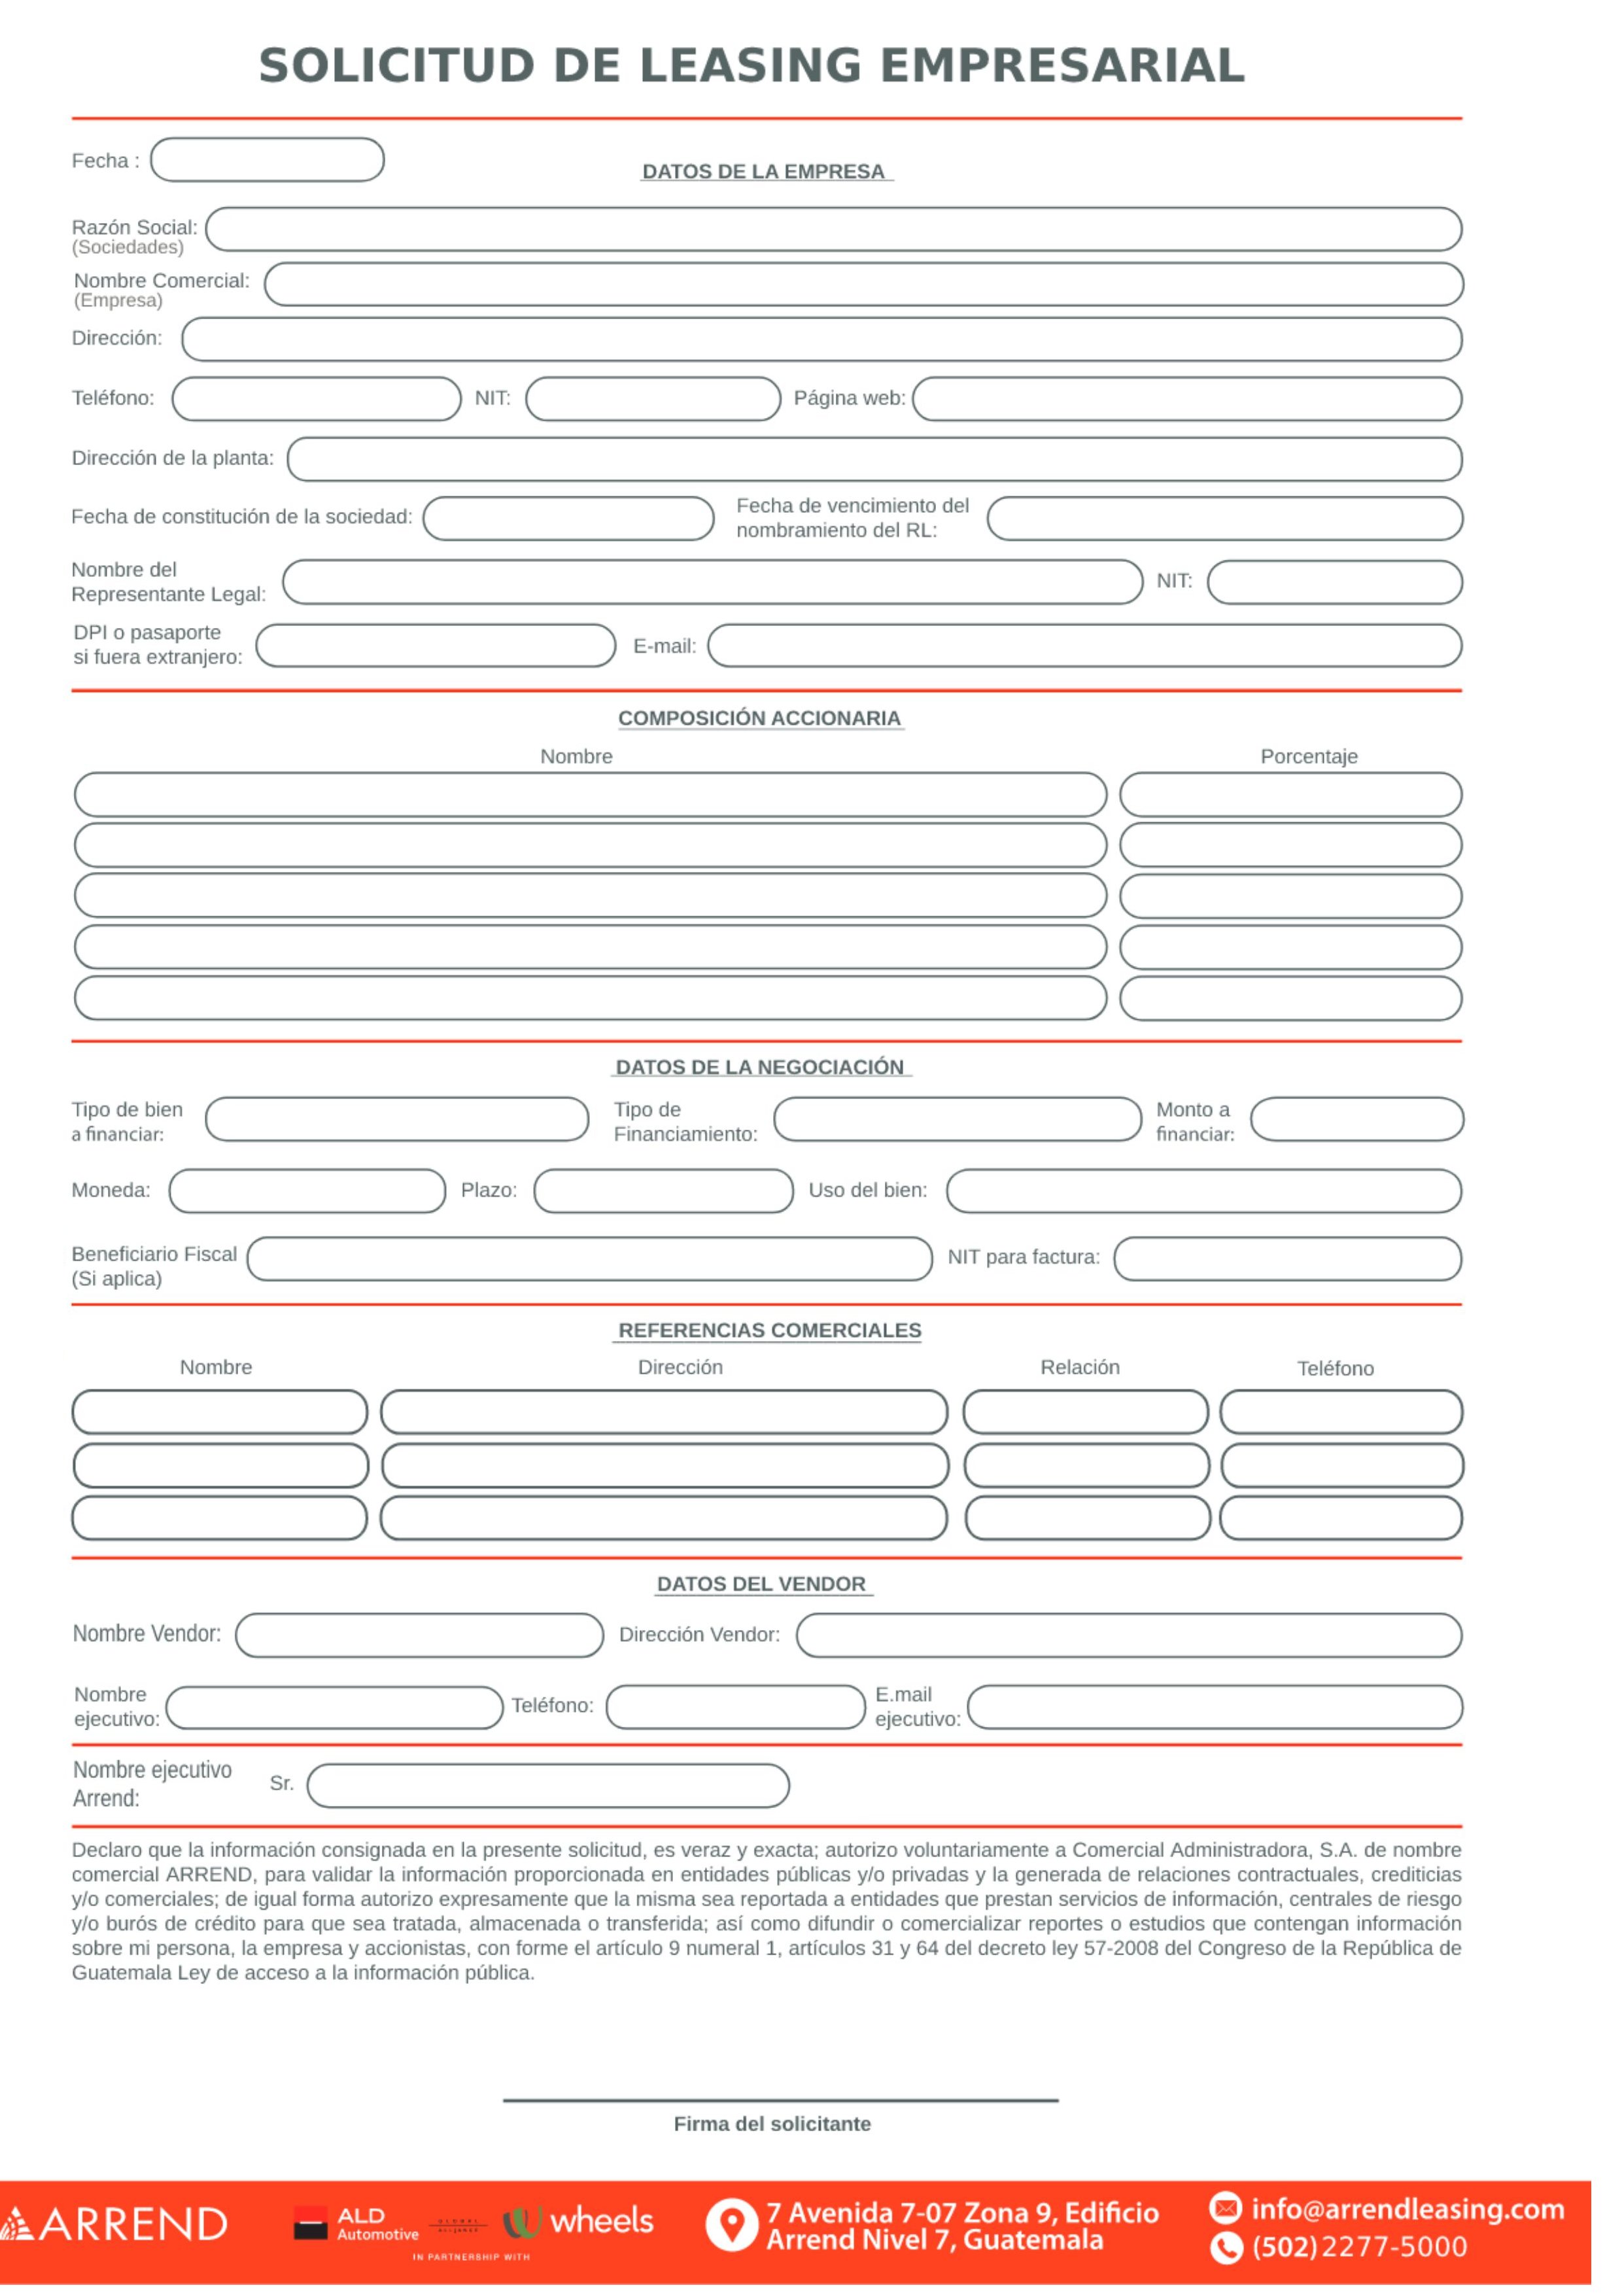 SOLICITUD DE LEASING EMPRESARIAL
Fecha :
DATOS DE LA EMPRESA
Razón Social:
(Sociedades)
Nombre Comercial:
(Empresa)
Dirección:
Teléfono: NIT: Página web:
Dirección de la planta:
Fecha de constitución de la sociedad: Fecha de vencimiento del
nombramiento del RL:
Nombre del
Representante Legal: NIT:
DPI o pasaporte
si fuera extranjero: E-mail:
COMPOSICIÓN ACCIONARIA
Nombre Porcentaje
DATOS DE LA NEGOCIACIÓN
Tipo de bien
a financiar:
Tipo de
Financiamiento:
Monto a
financiar:
Moneda: Plazo: Uso del bien:
Beneficiario Fiscal
(Si aplica)
NIT para factura:
REFERENCIAS COMERCIALES
Nombre Dirección Relación Teléfono
DATOS DEL VENDOR
Nombre Vendor: Dirección Vendor:
Nombre
ejecutivo:
Teléfono:
E.mail
ejecutivo:
Nombre ejecutivo
Arrend:
Sr.
Declaro que la información consignada en la presente solicitud, es veraz y exacta; autorizo voluntariamente a Comercial Administradora, S.A. de nombre
comercial ARREND, para validar la información proporcionada en entidades públicas y/o privadas y la generada de relaciones contractuales, crediticias
y/o comerciales; de igual forma autorizo expresamente que la misma sea reportada a entidades que prestan servicios de información, centrales de riesgo
y/o burós de crédito para que sea tratada, almacenada o transferida; así como difundir o comercializar reportes o estudios que contengan información
sobre mi persona, la empresa y accionistas, con forme el artículo 9 numeral 1, artículos 31 y 64 del decreto ley 57-2008 del Congreso de la República de
Guatemala Ley de acceso a la información pública.
Firma del solicitante
ARREND
ALD
Automotive
GLOBAL
ALLIANCE
wheels
IN PARTNERSHIP WITH
7 Avenida 7-07 Zona 9, Edificio
Arrend Nivel 7, Guatemala
info@arrendleasing.com
(502) 2277-5000